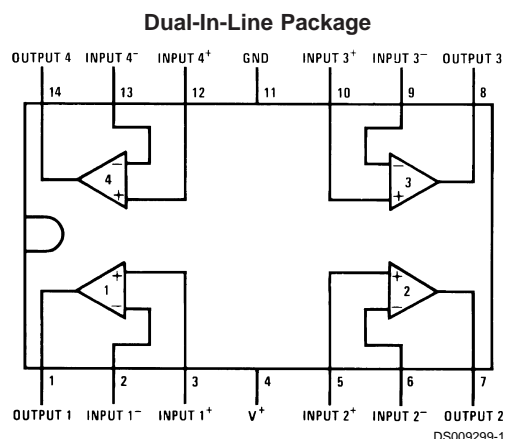 Dual-In-Line Package
OUTPUT 4 INPUT 4⁻ INPUT 4⁺ GND INPUT 3⁺ INPUT 3⁻ OUTPUT 3
14 13 12 11 10 9 8
− −
4 3
+ +
+ +
1 2
− −
1 2 3 4 5 6 7
OUTPUT 1 INPUT 1⁻ INPUT 1⁺ V⁺ INPUT 2⁺ INPUT 2⁻ OUTPUT 2
DS009299-1